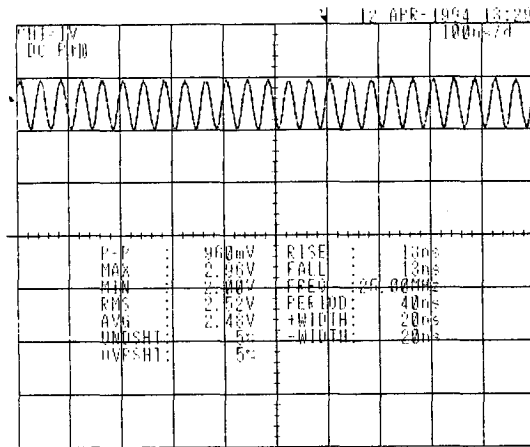 12 APR-1994 13:29
CH1=1V 100ns/d
DC
P-P : 960mV RISE : 13ns
MAX : 2.96V FALL : 13ns
MIN : 2.00V FREQ :25.00MHz
RMS : 2.52V PERIOD: 40ns
AVG : 2.48V +WIDTH: 20ns
UNDSHT: 5% -WIDTH: 20ns
OVRSHT: 5%